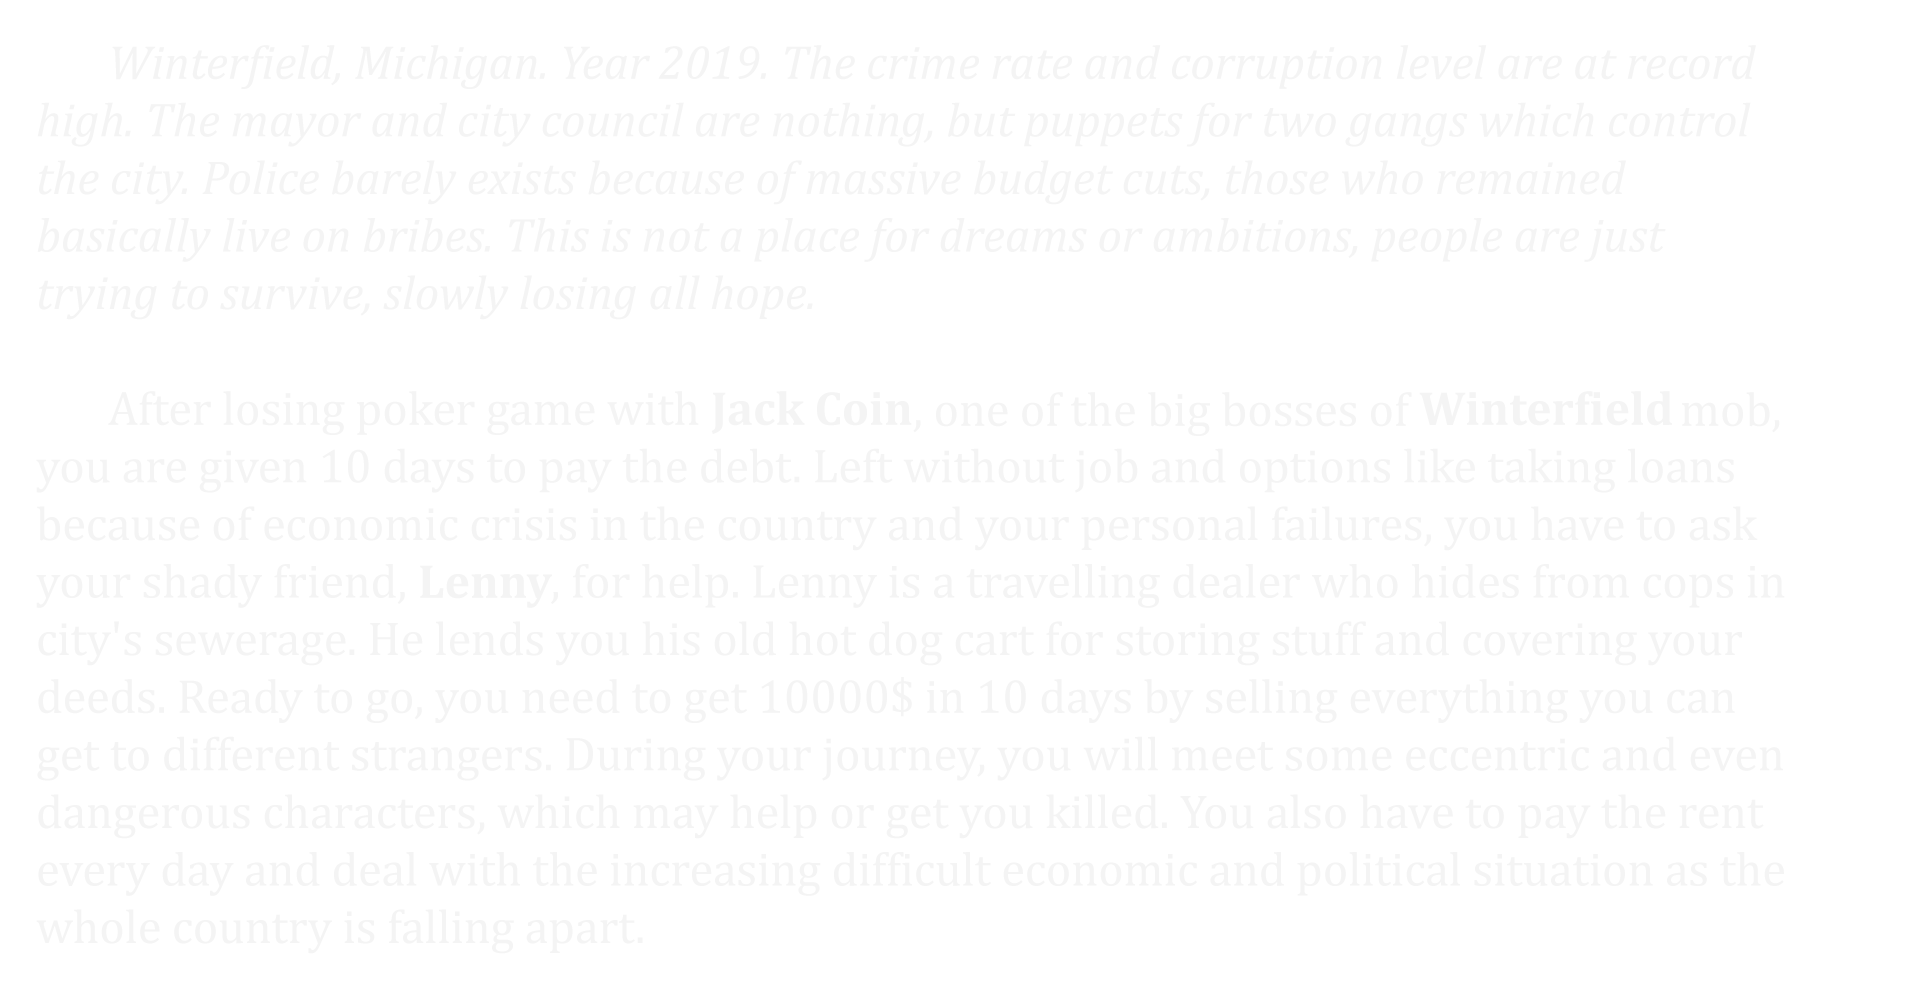 Winterfield, Michigan. Year 2019. The crime rate and corruption level are at record
high. The mayor and city council are nothing, but puppets for two gangs which control
the city. Police barely exists because of massive budget cuts, those who remained
basically live on bribes. This is not a place for dreams or ambitions, people are just
trying to survive, slowly losing all hope.
After losing poker game with Jack Coin, one of the big bosses of Winterfield mob,
you are given 10 days to pay the debt. Left without job and options like taking loans
because of economic crisis in the country and your personal failures, you have to ask
your shady friend, Lenny, for help. Lenny is a travelling dealer who hides from cops in
city's sewerage. He lends you his old hot dog cart for storing stuff and covering your
deeds. Ready to go, you need to get 10000$ in 10 days by selling everything you can
get to different strangers. During your journey, you will meet some eccentric and even
dangerous characters, which may help or get you killed. You also have to pay the rent
every day and deal with the increasing difficult economic and political situation as the
whole country is falling apart.